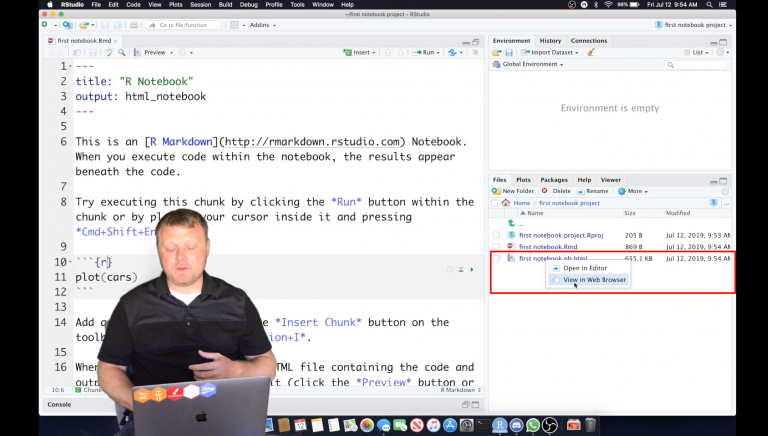 RStudio File Edit Code View Plots Session Build Debug Profile Tools Window Help 96% Fri Jul 12 9:54 AM
~/first notebook project - RStudio
Go to file/function Addins first notebook project
first notebook.Rmd
Preview Insert Run
1 ---
2 title: "R Notebook"
3 output: html_notebook
4 ---
5
6 This is an [R Markdown](http://rmarkdown.rstudio.com) Notebook.
When you execute code within the notebook, the results appear
beneath the code.
7
8 Try executing this chunk by clicking the *Run* button within the
chunk or by pl your cursor inside it and pressing
*Cmd+Shift+En
9
10 ```{r}
11 plot(cars)
12 ```
13
14 Add a e *Insert Chunk* button on the
toolb ion+I*.
15
16 Whe TML file containing the code and
outp it (click the *Preview* button or
10:6 Chunk R Markdown
Console
Environment History Connections
Import Dataset List
Global Environment
Environment is empty
Files Plots Packages Help Viewer
New Folder Delete Rename More
Home first notebook project
Name Size Modified
..
first notebook project.Rproj 205 B Jul 12, 2019, 9:53 AM
first notebook.Rmd 869 B Jul 12, 2019, 9:54 AM
first notebook.nb.html 655.1 KB Jul 12, 2019, 9:54 AM
Open in Editor
View in Web Browser